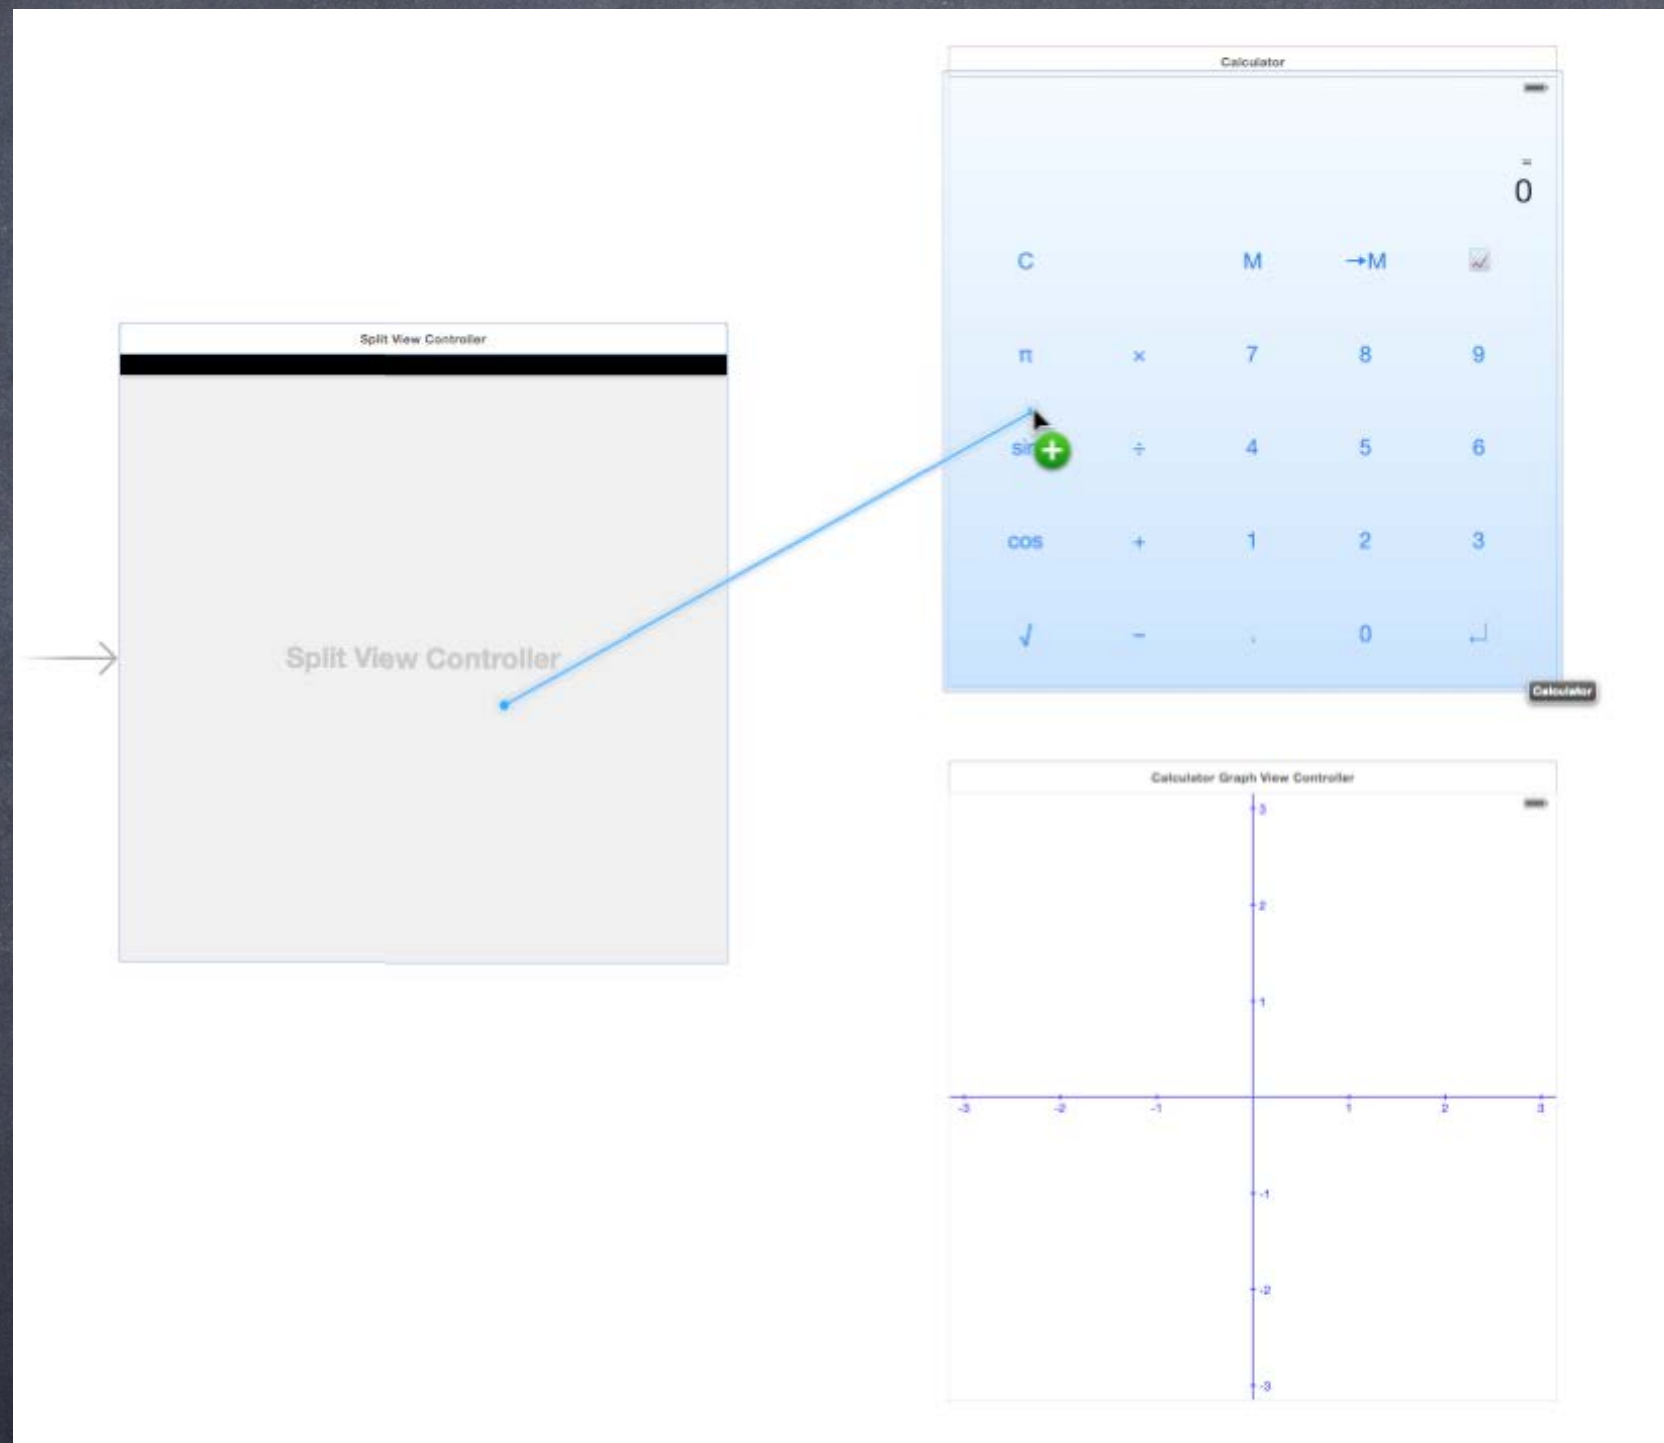 Calculator
=
0
C M →M
π × 7 8 9
sin ÷ 4 5 6
cos + 1 2 3
√ − . 0 ↵
Calculator
Split View Controller
Split View Controller
Calculator Graph View Controller
3
2
1
-3 -2 -1 1 2 3
-1
-2
-3